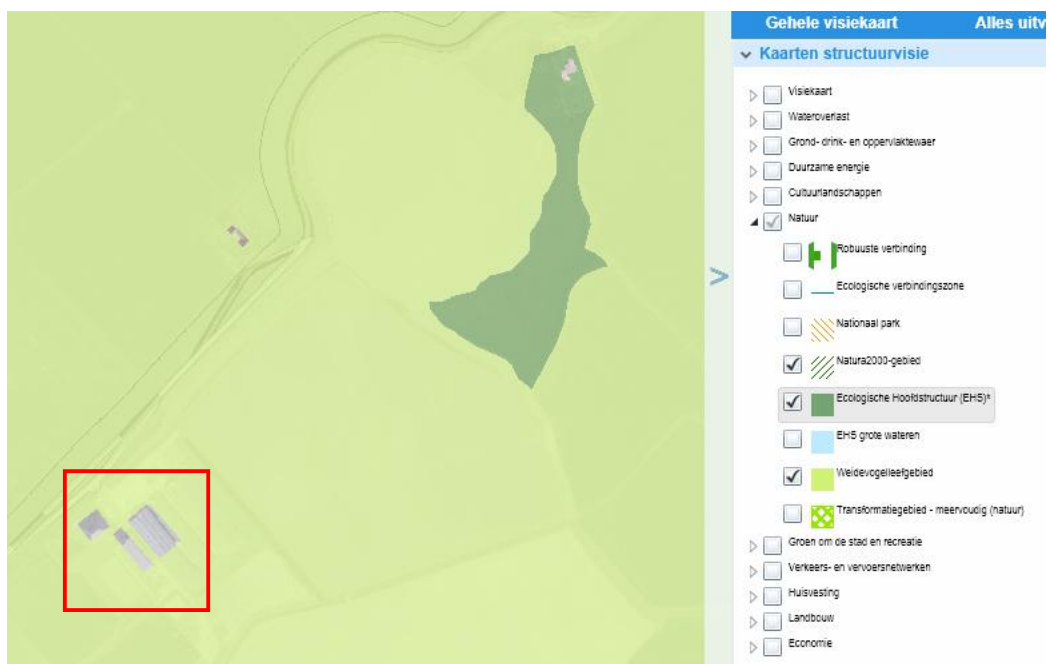 Gehele visiekaart Alles uitv
Kaarten structuurvisie
Visiekaart
Wateroverlast
Grond- drink- en oppervlaktewaer
Duurzame energie
Cultuurlandschappen
Natuur
Robuuste verbinding
Ecologische verbindingszone
Nationaal park
Natura2000-gebied
Ecologische Hoofdstructuur (EHS)*
EHS grote wateren
Weidevogelleefgebied
Transformatiegebied - meervoudig (natuur)
Groen om de stad en recreatie
Verkeers- en vervoersnetwerken
Huisvesting
Landbouw
Economie